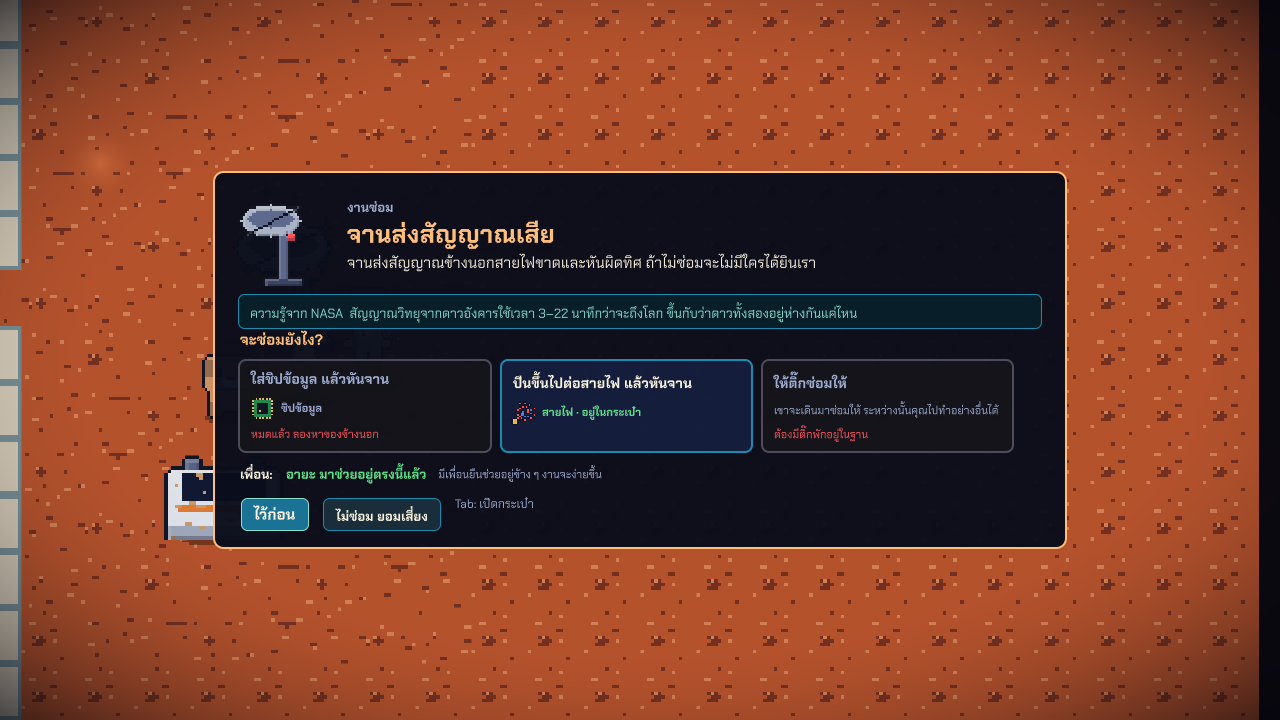 งานซ่อม
จานส่งสัญญาณเสีย
จานส่งสัญญาณข้างนอกสายไฟขาดและหันผิดทิศ ถ้าไม่ซ่อมจะไม่มีใครได้ยินเรา
ความรู้จาก NASA สัญญาณวิทยุจากดาวอังคารใช้เวลา 3–22 นาทีกว่าจะถึงโลก ขึ้นกับว่าดาวทั้งสองอยู่ห่างกันแค่ไหน
จะซ่อมยังไง?
ใส่ชิปข้อมูล แล้วหันจาน
ชิปข้อมูล
หมดแล้ว ลองหาของข้างนอก
ปีนขึ้นไปต่อสายไฟ แล้วหันจาน
สายไฟ · อยู่ในกระเป๋า
ให้ติ๊กซ่อมให้
เขาจะเดินมาซ่อมให้ ระหว่างนั้นคุณไปทำอย่างอื่นได้
ต้องมีติ๊กพักอยู่ในฐาน
เพื่อน: อายะ มาช่วยอยู่ตรงนี้แล้ว มีเพื่อนยืนช่วยอยู่ข้าง ๆ งานจะง่ายขึ้น
ไว้ก่อน ไม่ซ่อม ยอมเสี่ยง Tab: เปิดกระเป๋า